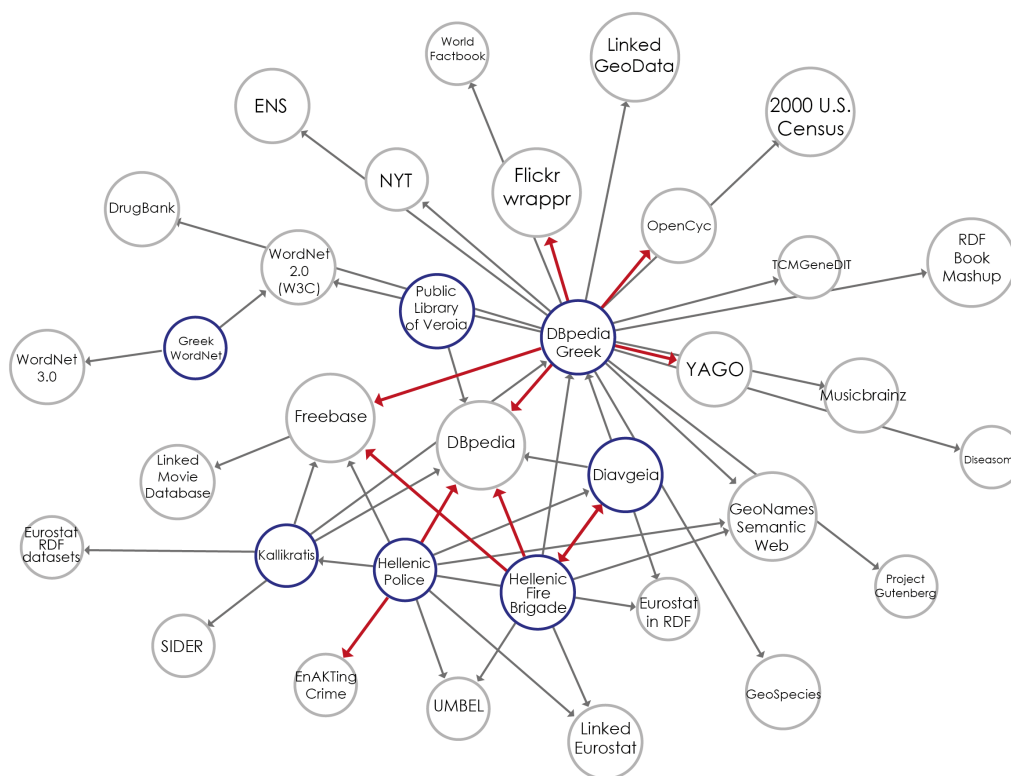 World
Factbook
Linked
GeoData
ENS
2000 U.S.
Census
NYT
Flickr
wrappr
DrugBank
OpenCyc
WordNet
2.0
(W3C)
TCMGeneDIT
RDF
Book
Mashup
Public
Library
of Veroia
DBpedia
Greek
Greek
WordNet
WordNet
3.0
YAGO
Musicbrainz
Freebase
DBpedia
Linked
Movie
Database
Diavgeia
Diseasom
GeoNames
Semantic
Web
Eurostat
RDF
datasets
Kallikratis
Hellenic
Police
Hellenic
Fire
Brigade
Project
Gutenberg
Eurostat
in RDF
SIDER
EnAKTing
Crime
UMBEL
GeoSpecies
Linked
Eurostat